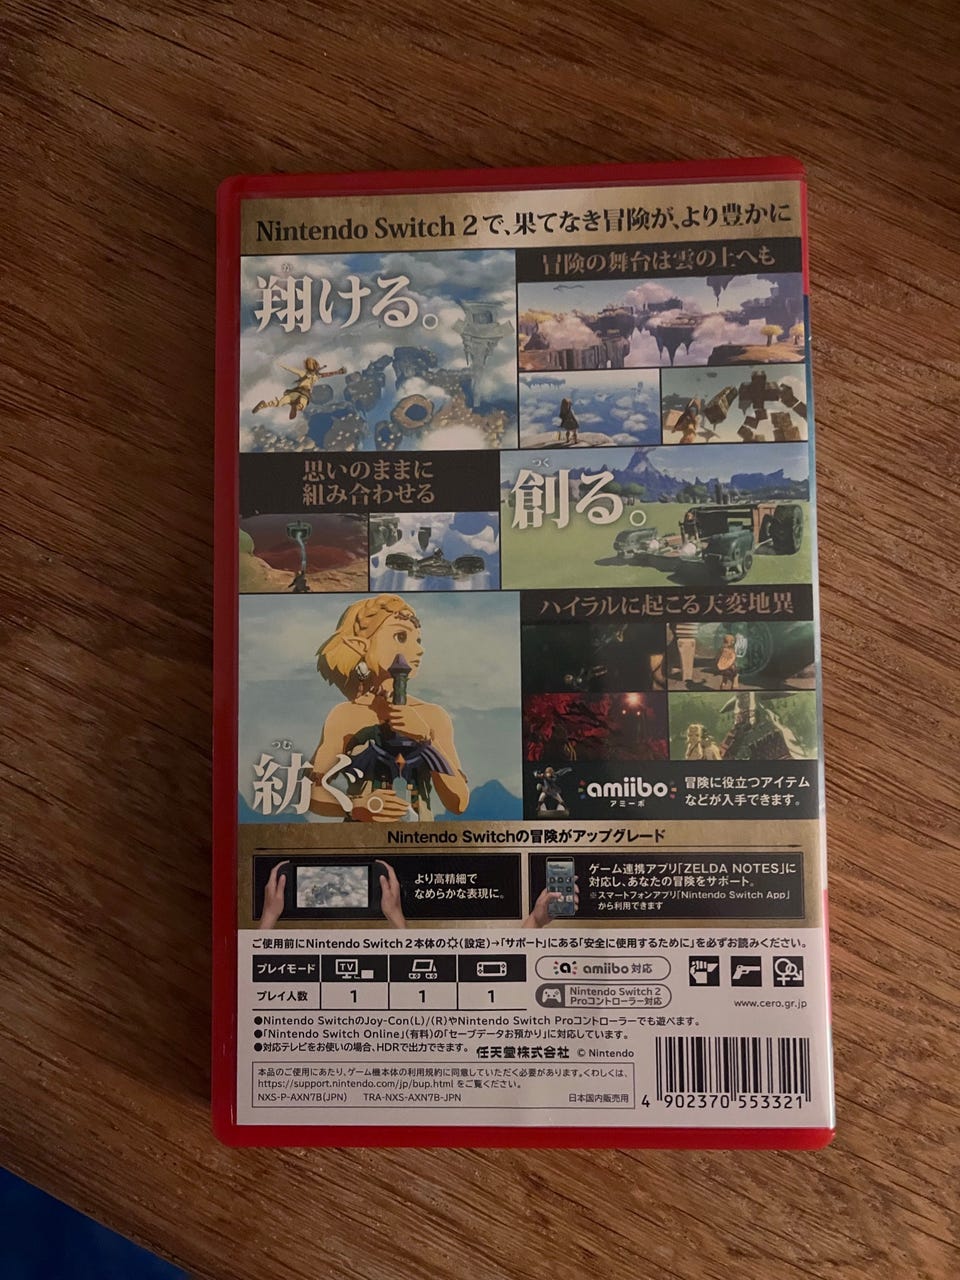 Nintendo Switch 2で、果てなき冒険が、より豊かに
か
翔ける。
冒険の舞台は雲の上へも
思いのままに
組み合わせる
つく
創る。
ハイラルに起こる天変地異
つむ
紡ぐ。
amiibo
アミーボ
冒険に役立つアイテム
などが入手できます。
Nintendo Switchの冒険がアップグレード
より高精細で
なめらかな表現に。
ゲーム連携アプリ「ZELDA NOTES」に
対応し、あなたの冒険をサポート。
※スマートフォンアプリ「Nintendo Switch App」
から利用できます
ご使用前にNintendo Switch 2本体の(設定)→「サポート」にある「安全に使用するために」を必ずお読みください。
プレイモード
TV
プレイ人数 1 1 1
amiibo 対応
Nintendo Switch 2
Proコントローラー対応
www.cero.gr.jp
●Nintendo SwitchのJoy-Con(L)/(R)やNintendo Switch Proコントローラーでも遊べます。
●「Nintendo Switch Online」(有料)の「セーブデータお預かり」に対応しています。
●対応テレビをお使いの場合、HDRで出力できます。 任天堂株式会社 © Nintendo
本品のご使用にあたり、ゲーム機本体の利用規約に同意していただく必要があります。くわしくは、
https://support.nintendo.com/jp/bup.html をご覧ください。
NXS-P-AXN7B(JPN) TRA-NXS-AXN7B-JPN 日本国内販売用
4 902370 553321